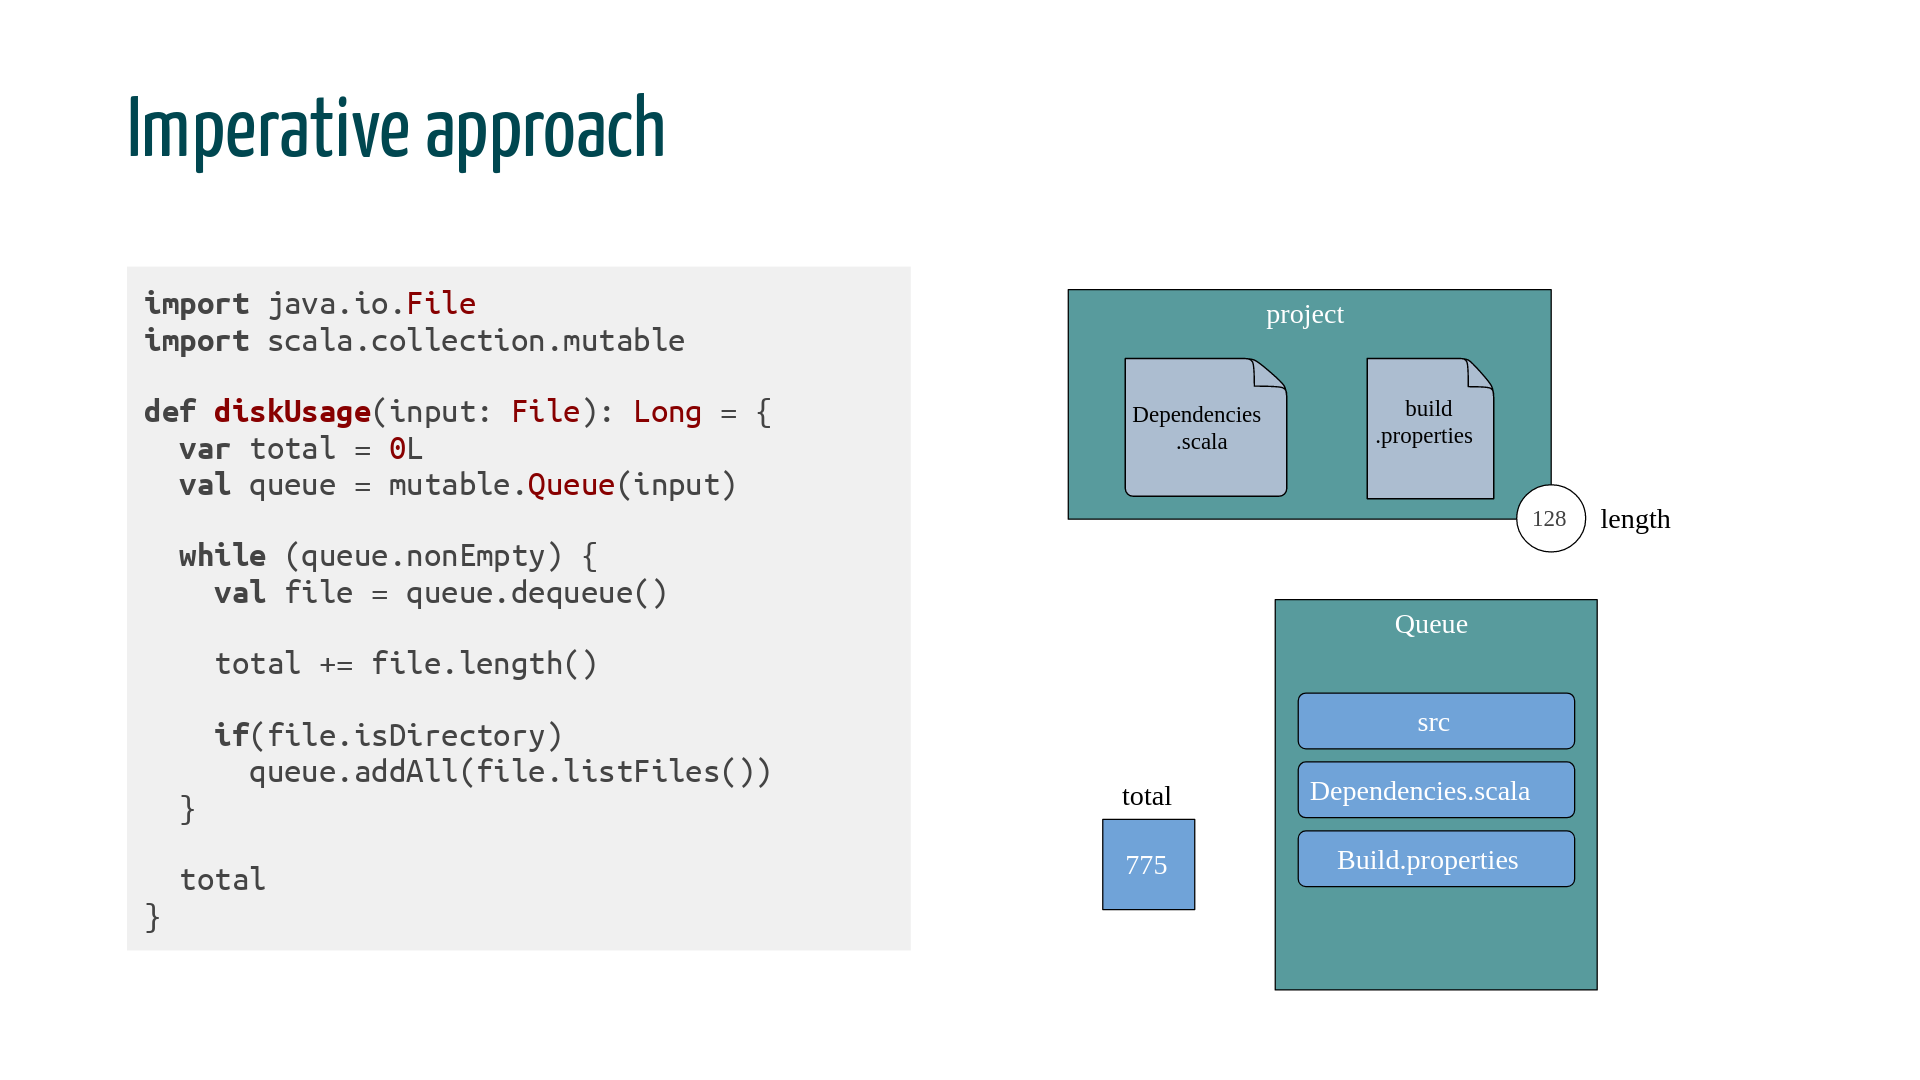 Imperative approach
import java.io.File
import scala.collection.mutable
def diskUsage(input: File): Long = {
  var total = 0L
  val queue = mutable.Queue(input)
  while (queue.nonEmpty) {
    val file = queue.dequeue()
    total += file.length()
    if(file.isDirectory)
      queue.addAll(file.listFiles())
  }
  total
}
project
Dependencies
.scala
build
.properties
128
length
Queue
src
Dependencies.scala
Build.properties
total
775